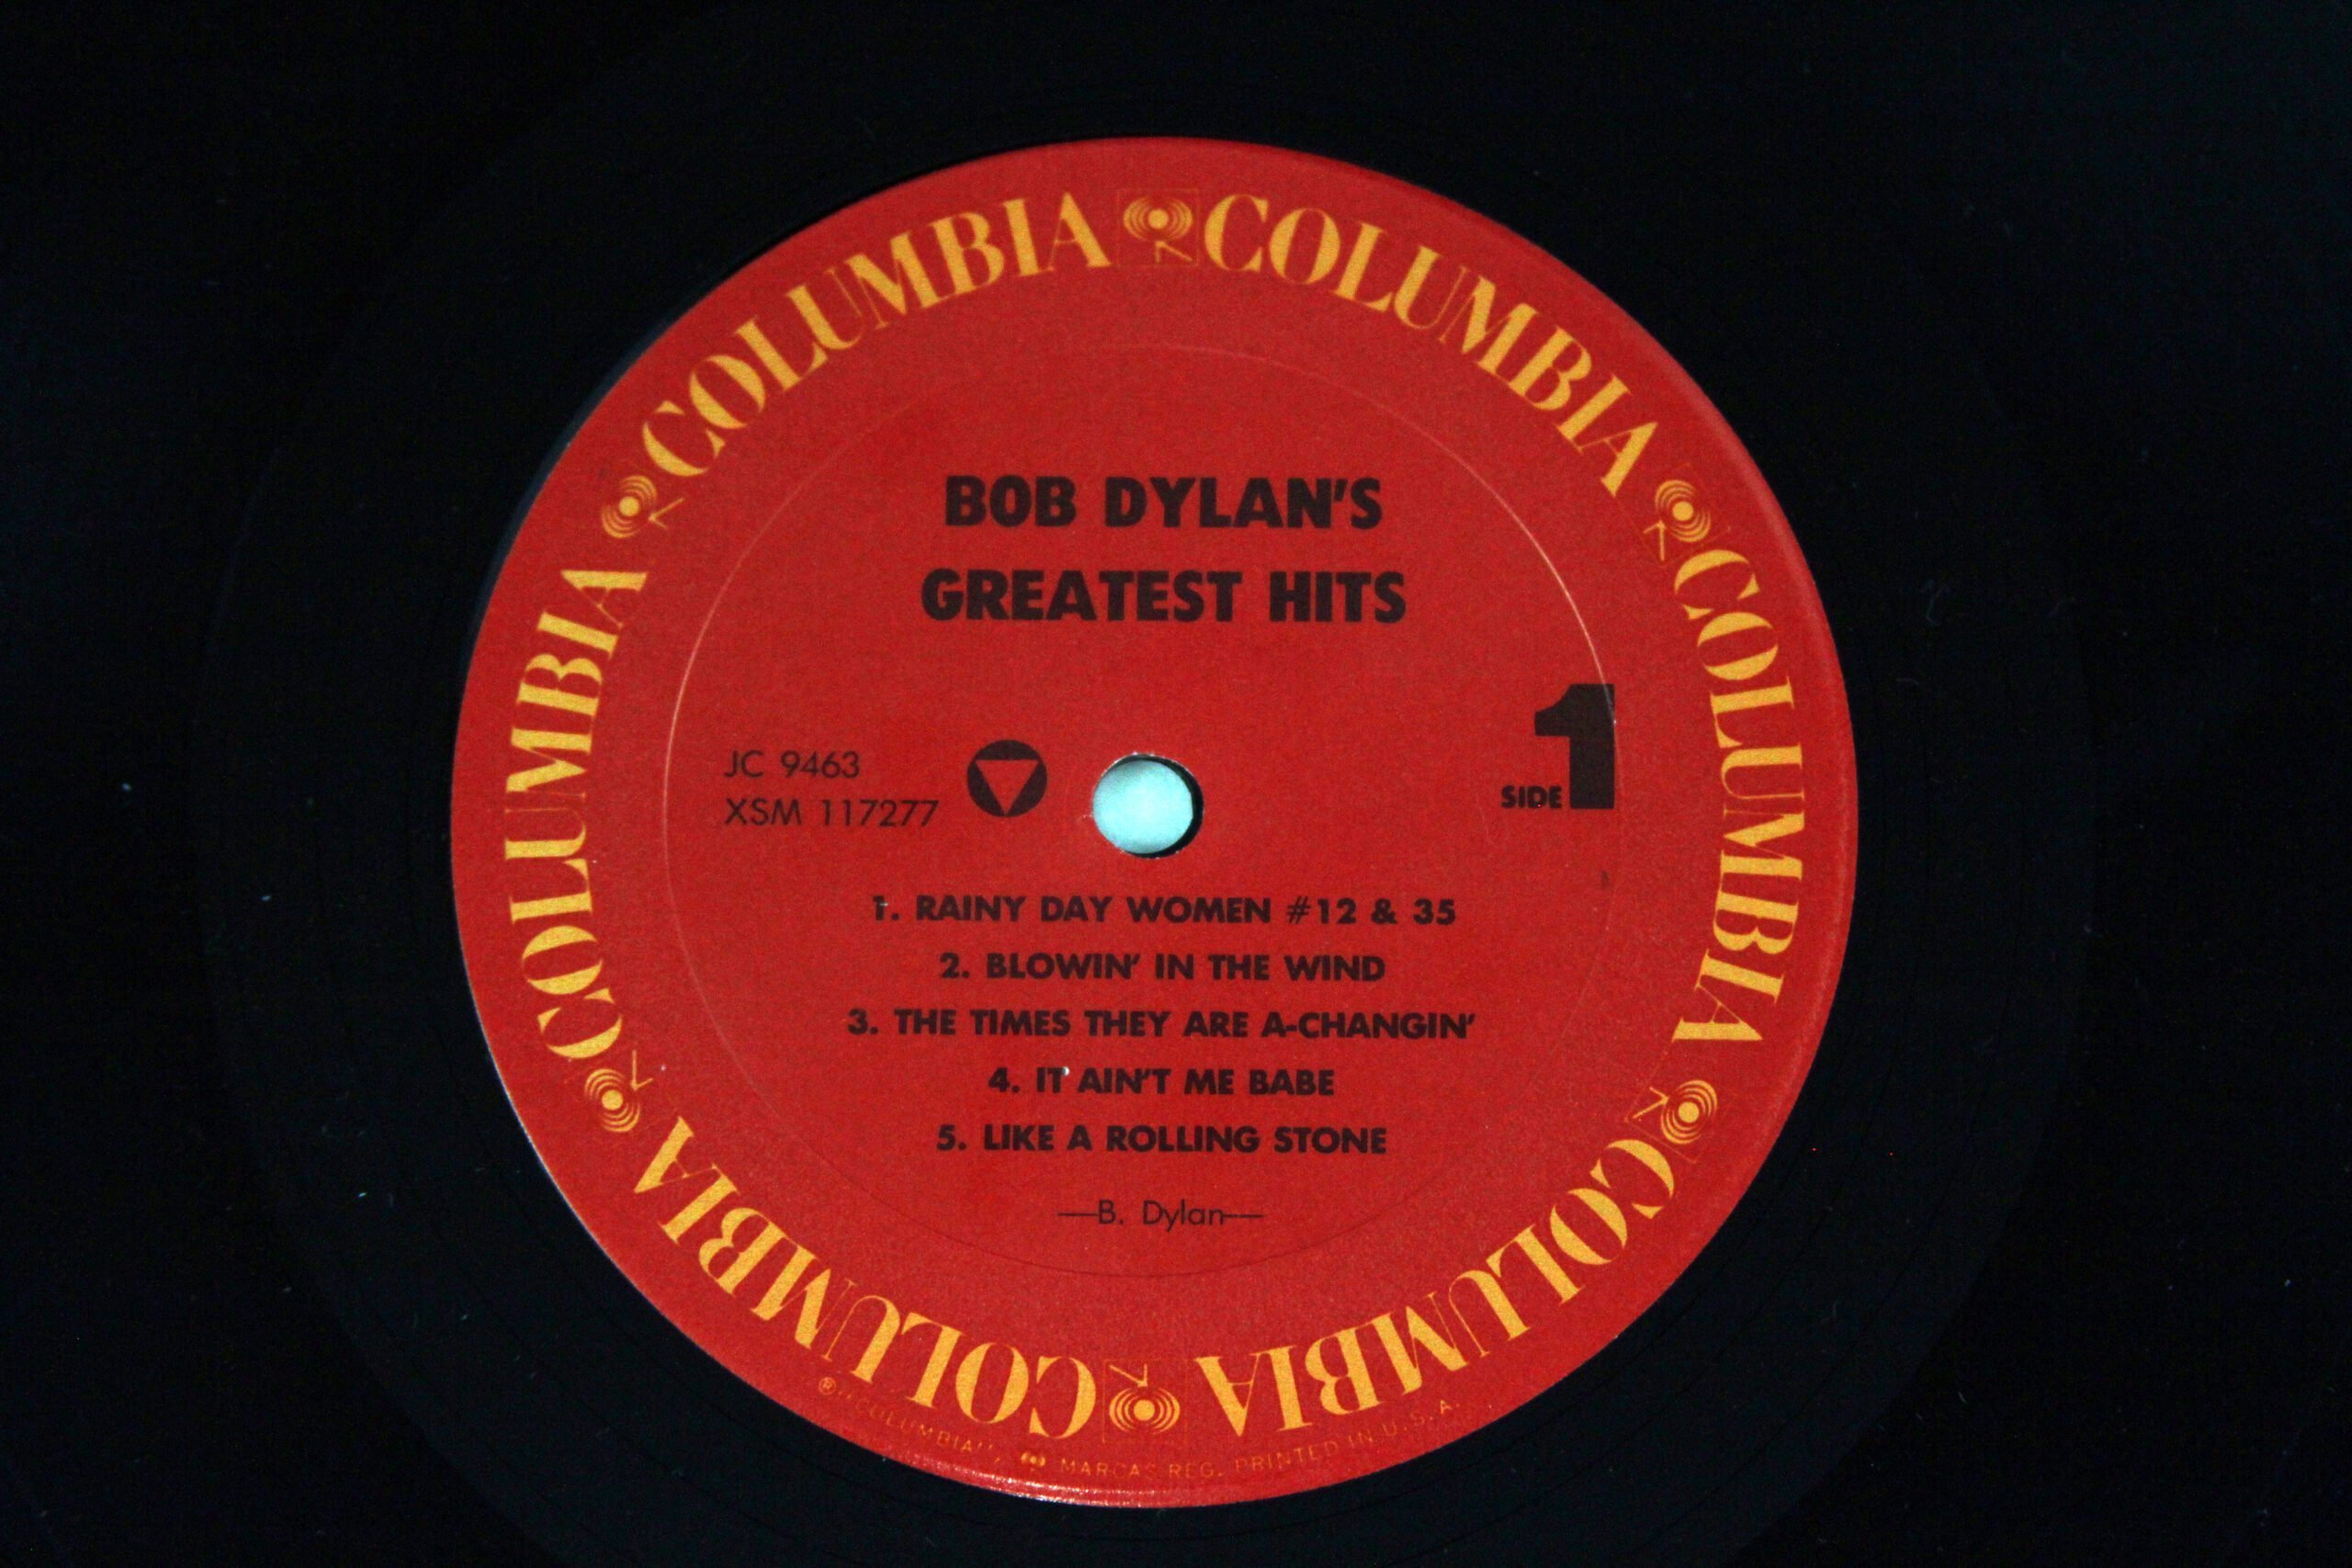 COLUMBIA COLUMBIA COLUMBIA COLUMBIA COLUMBIA COLUMBIA
BOB DYLAN'S
GREATEST HITS
JC 9463
XSM 117277
SIDE 1
1. RAINY DAY WOMEN #12 & 35
2. BLOWIN' IN THE WIND
3. THE TIMES THEY ARE A-CHANGIN'
4. IT AIN'T ME BABE
5. LIKE A ROLLING STONE
—B. Dylan—
® "COLUMBIA", MARCAS REG. PRINTED IN U.S.A.